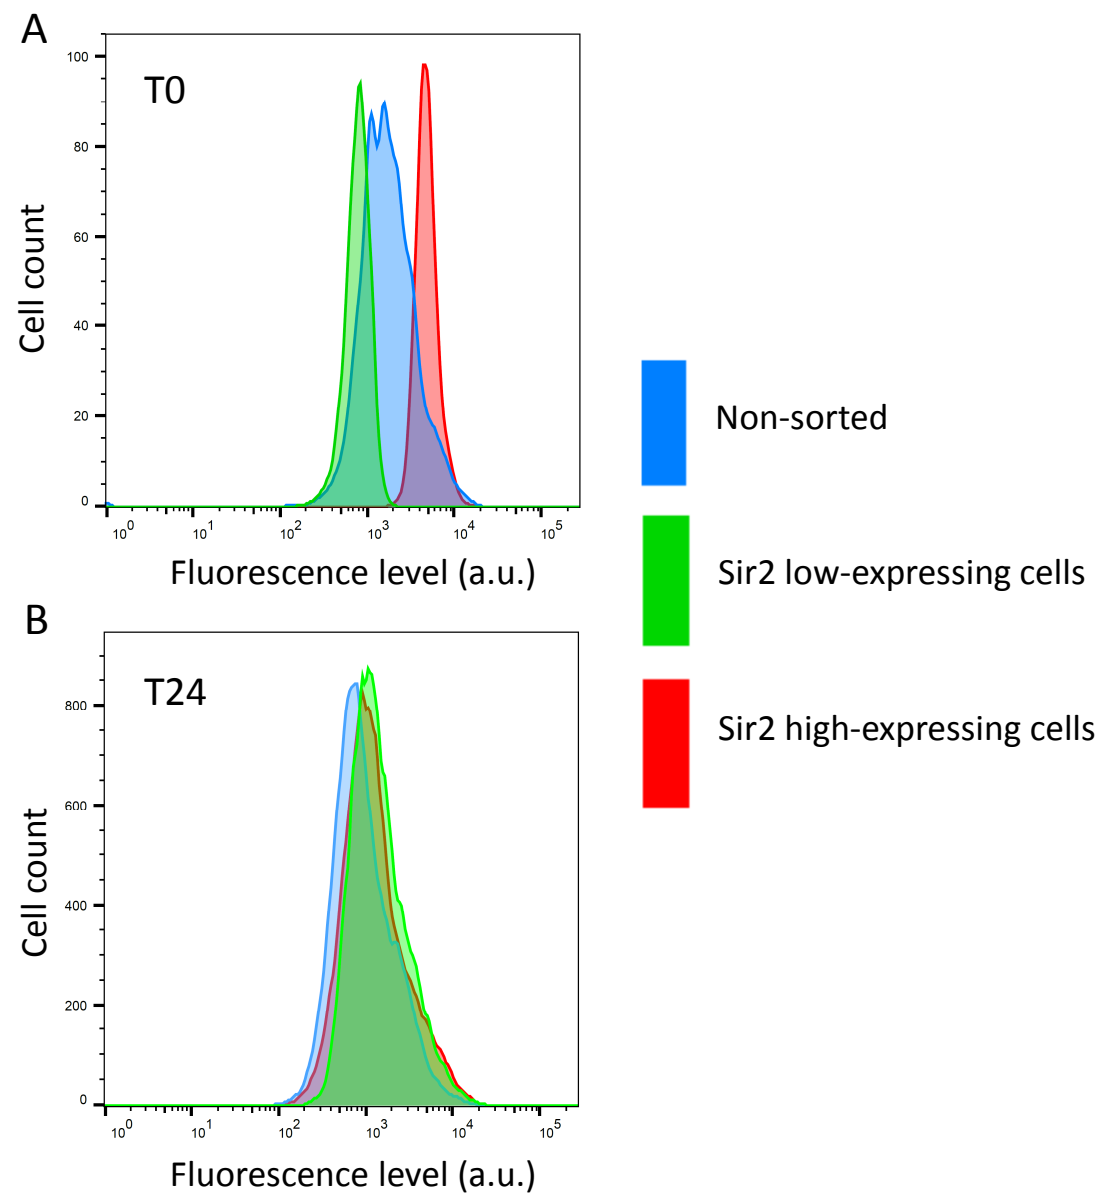 A
T0
Cell count
100
80
60
40
20
0
10^0 10^1 10^2 10^3 10^4 10^5
Fluorescence level (a.u.)
B
T24
Cell count
800
600
400
200
0
10^0 10^1 10^2 10^3 10^4 10^5
Fluorescence level (a.u.)
Non-sorted
Sir2 low-expressing cells
Sir2 high-expressing cells